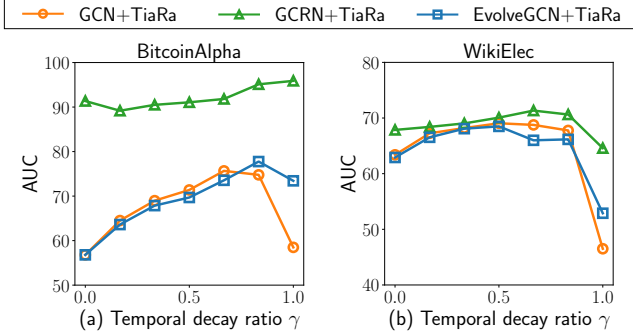 GCN+TiaRa GCRN+TiaRa EvolveGCN+TiaRa
BitcoinAlpha
100
90
80
70
60
50
AUC
0.0 0.5 1.0
(a) Temporal decay ratio γ
WikiElec
80
70
60
50
40
AUC
0.0 0.5 1.0
(b) Temporal decay ratio γ